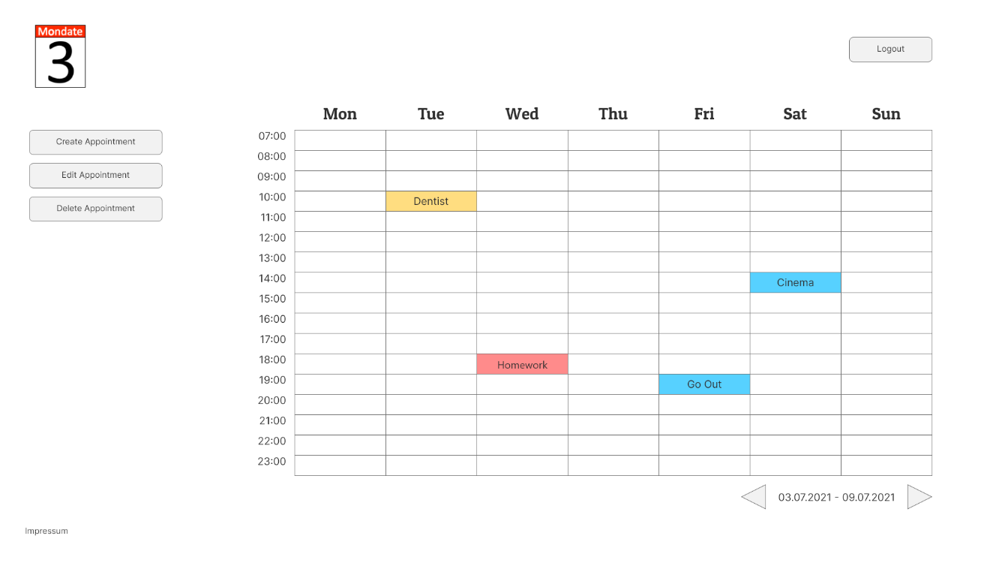 Mondate
3
Logout
Mon Tue Wed Thu Fri Sat Sun
Create Appointment
Edit Appointment
Delete Appointment
07:00
08:00
09:00
10:00 Dentist
11:00
12:00
13:00
14:00 Cinema
15:00
16:00
17:00
18:00 Homework
19:00 Go Out
20:00
21:00
22:00
23:00
03.07.2021 - 09.07.2021
Impressum